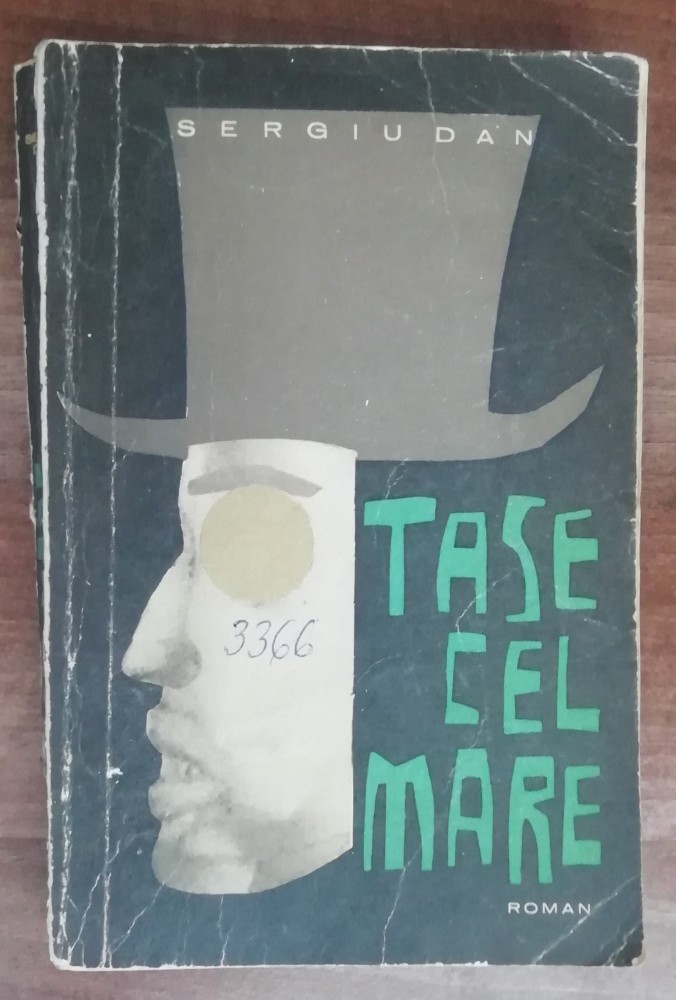 SERGIU DAN
3366
TASE
CEL
MARE
ROMAN